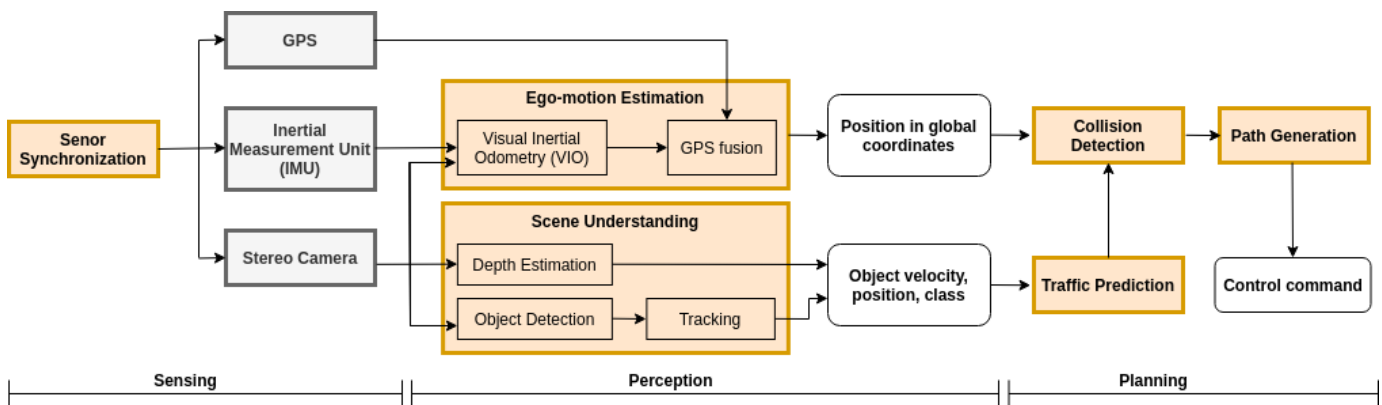 GPS
Senor
Synchronization
Inertial
Measurement Unit
(IMU)
Stereo Camera
Ego-motion Estimation
Visual Inertial
Odometry (VIO)
GPS fusion
Scene Understanding
Depth Estimation
Object Detection
Tracking
Position in global
coordinates
Object velocity,
position, class
Collision
Detection
Traffic Prediction
Path Generation
Control command
Sensing
Perception
Planning